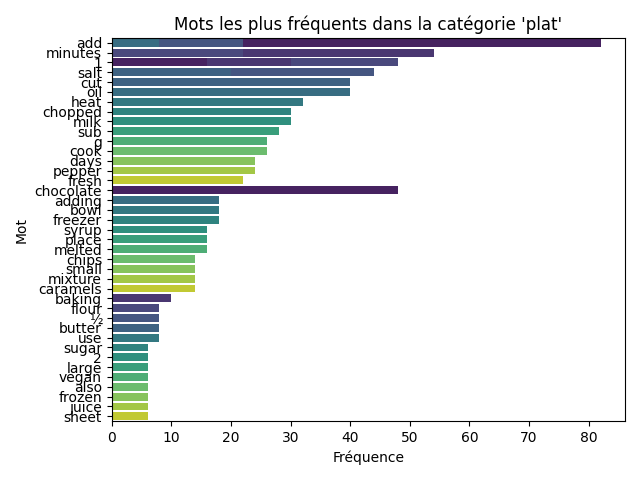 Mots les plus fréquents dans la catégorie 'plat'
Mot
add
minutes
1
salt
cut
oil
heat
chopped
milk
sub
g
cook
days
pepper
fresh
chocolate
adding
bowl
freezer
syrup
place
melted
chips
small
mixture
caramels
baking
flour
½
butter
use
sugar
2
large
vegan
also
frozen
juice
sheet
0 10 20 30 40 50 60 70 80
Fréquence